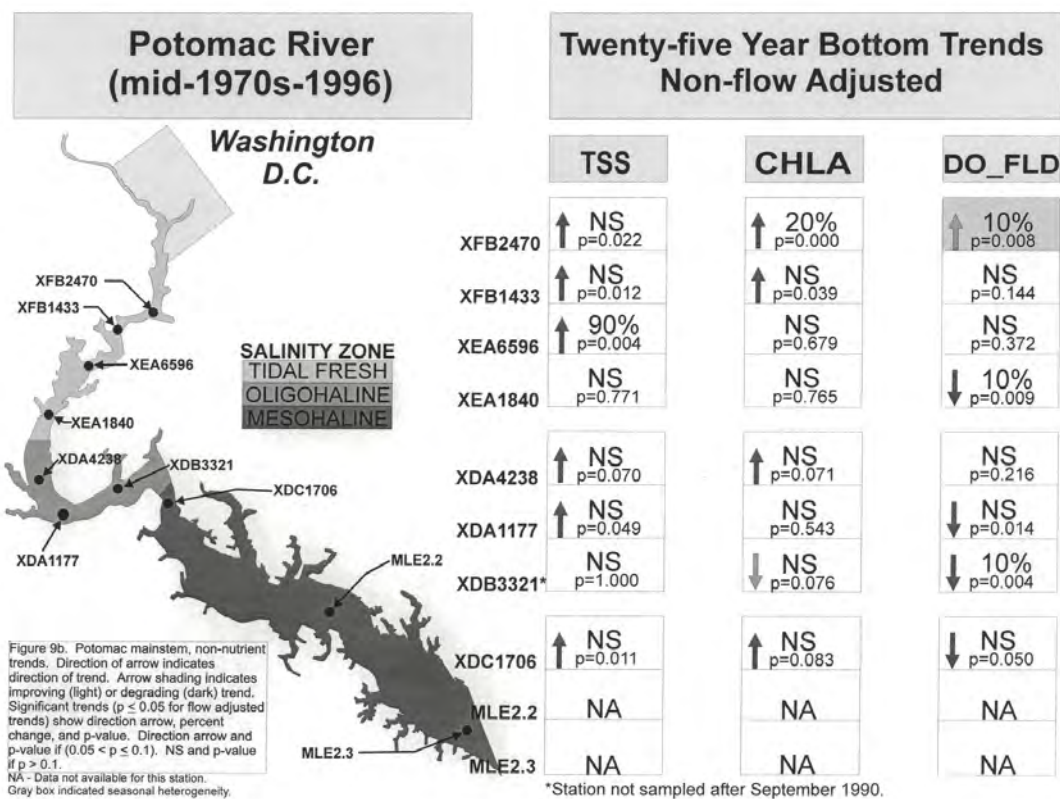 Potomac River
(mid-1970s-1996)
Twenty-five Year Bottom Trends
Non-flow Adjusted
Washington
D.C.
XFB2470
XFB1433
XEA6596
XEA1840
XDA4238
XDB3321
XDC1706
XDA1177
MLE2.2
MLE2.3
SALINITY ZONE
TIDAL FRESH
OLIGOHALINE
MESOHALINE
TSS CHLA DO_FLD
XFB2470 NS 20% 10%
p=0.022 p=0.000 p=0.008
XFB1433 NS NS NS
p=0.012 p=0.039 p=0.144
XEA6596 90% NS NS
p=0.004 p=0.679 p=0.372
XEA1840 NS NS 10%
p=0.771 p=0.765 p=0.009
XDA4238 NS NS NS
p=0.070 p=0.071 p=0.216
XDA1177 NS NS NS
p=0.049 p=0.543 p=0.014
XDB3321* NS NS 10%
p=1.000 p=0.076 p=0.004
XDC1706 NS NS NS
p=0.011 p=0.083 p=0.050
MLE2.2 NA NA NA
MLE2.3 NA NA NA
Figure 9b. Potomac mainstem, non-nutrient
trends. Direction of arrow indicates
direction of trend. Arrow shading indicates
improving (light) or degrading (dark) trend.
Significant trends (p ≤ 0.05 for flow adjusted
trends) show direction arrow, percent
change, and p-value. Direction arrow and
p-value if (0.05 < p ≤ 0.1). NS and p-value
if p > 0.1.
NA - Data not available for this station.
Gray box indicated seasonal heterogeneity.
*Station not sampled after September 1990.